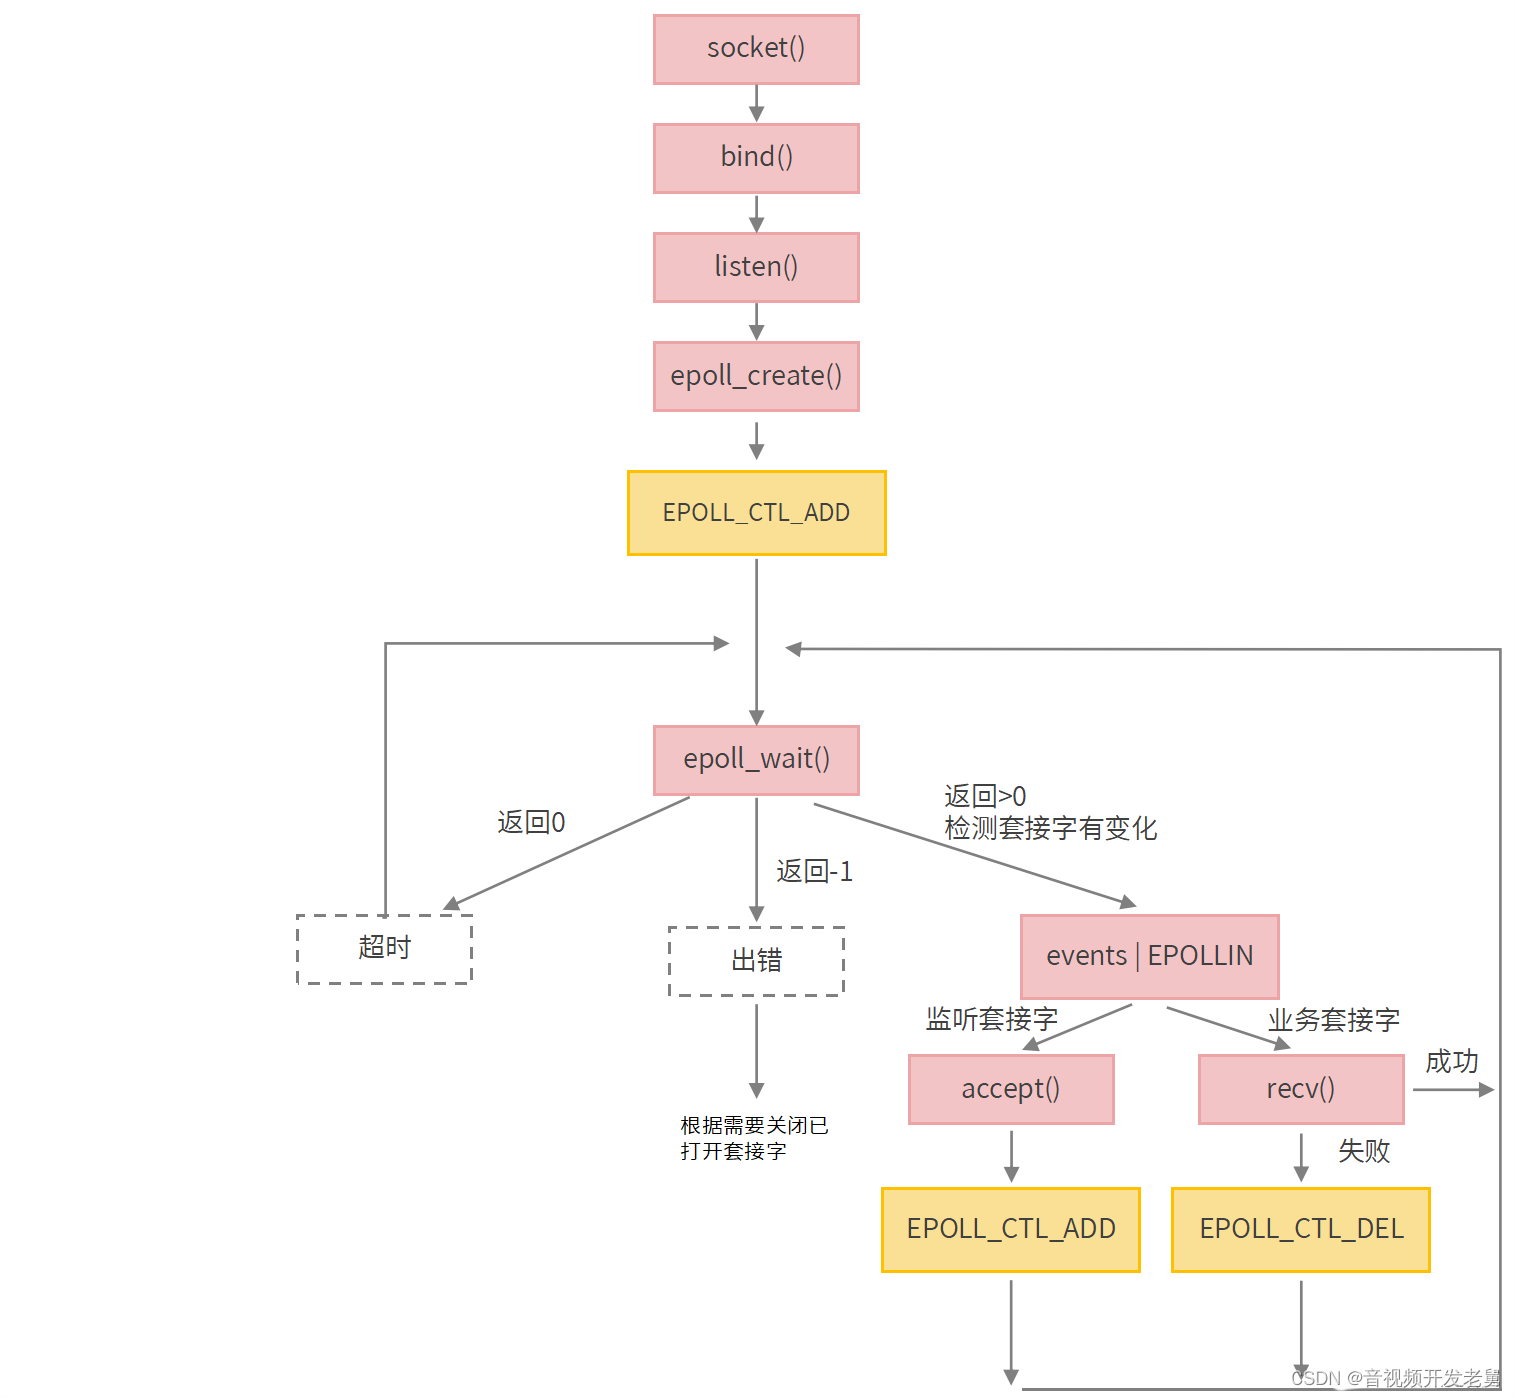 socket()
bind()
listen()
epoll_create()
EPOLL_CTL_ADD
epoll_wait()
返回0
返回-1
返回>0
检测套接字有变化
超时
出错
events | EPOLLIN
监听套接字
业务套接字
accept()
recv()
成功
根据需要关闭已
打开套接字
失败
EPOLL_CTL_ADD
EPOLL_CTL_DEL
CSDN @音视频开发老舅